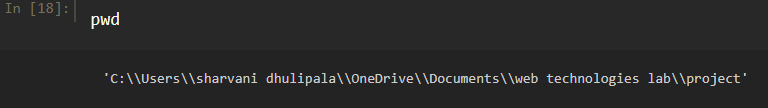 In [18]:
pwd
'C:\\Users\\sharvani dhulipala\\OneDrive\\Documents\\web technologies lab\\project'